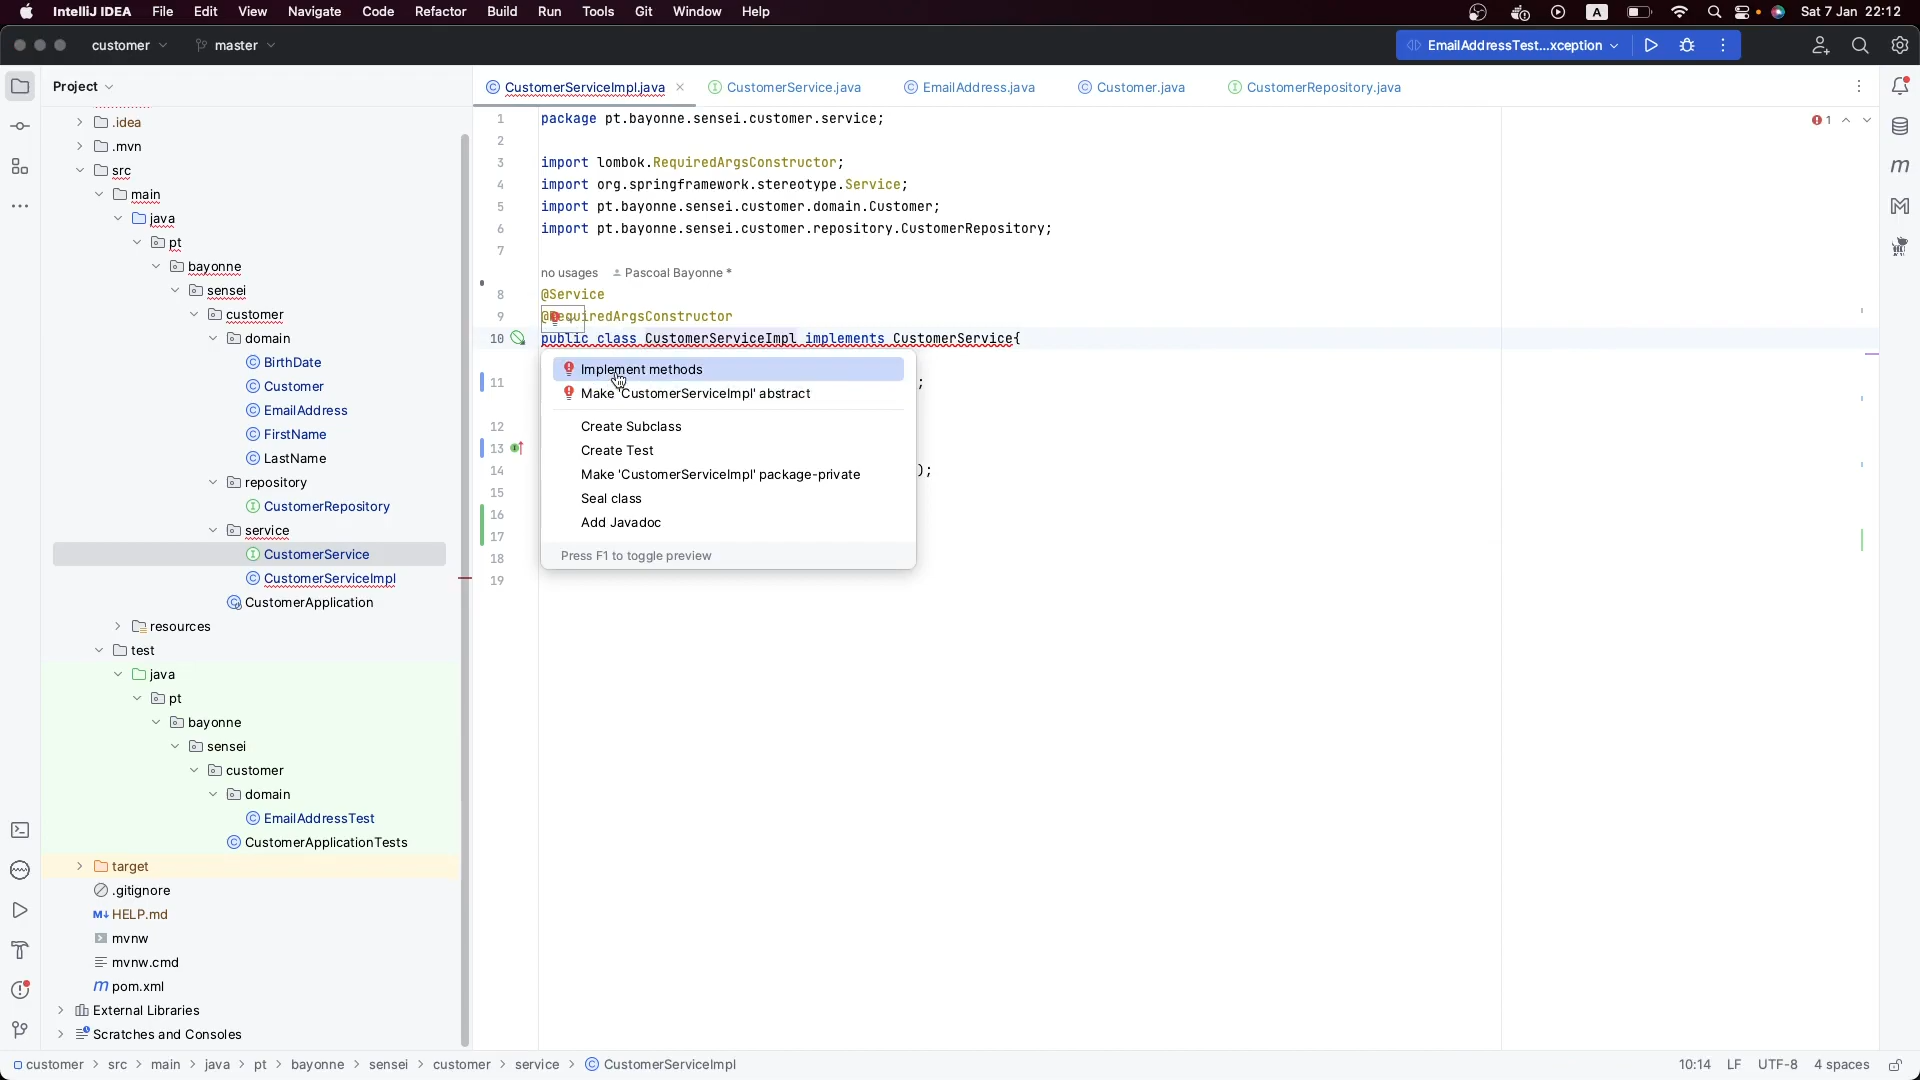 IntelliJ IDEA File Edit View Navigate Code Refactor Build Run Tools Git Window Help
A Sat 7 Jan 22:12
customer master EmailAddressTest...xception
Project
CustomerServiceImpl.java CustomerService.java EmailAddress.java Customer.java CustomerRepository.java
.idea
.mvn
src
main
java
pt
bayonne
sensei
customer
domain
BirthDate
Customer
EmailAddress
FirstName
LastName
repository
CustomerRepository
service
CustomerService
CustomerServiceImpl
CustomerApplication
resources
test
java
pt
bayonne
sensei
customer
domain
EmailAddressTest
CustomerApplicationTests
target
.gitignore
HELP.md
mvnw
mvnw.cmd
pom.xml
External Libraries
Scratches and Consoles
1 package pt.bayonne.sensei.customer.service;
1
2
3 import lombok.RequiredArgsConstructor;
4 import org.springframework.stereotype.Service;
5 import pt.bayonne.sensei.customer.domain.Customer;
6 import pt.bayonne.sensei.customer.repository.CustomerRepository;
7
no usages Pascoal Bayonne *
8 @Service
9 @RequiredArgsConstructor
10 public class CustomerServiceImpl implements CustomerService{
Implement methods
11 ;
Make 'CustomerServiceImpl' abstract
12 Create Subclass
13 Create Test
14 );
Make 'CustomerServiceImpl' package-private
15 Seal class
16
Add Javadoc
17
18 Press F1 to toggle preview
19
customer > src > main > java > pt > bayonne > sensei > customer > service > CustomerServiceImpl
10:14 LF UTF-8 4 spaces